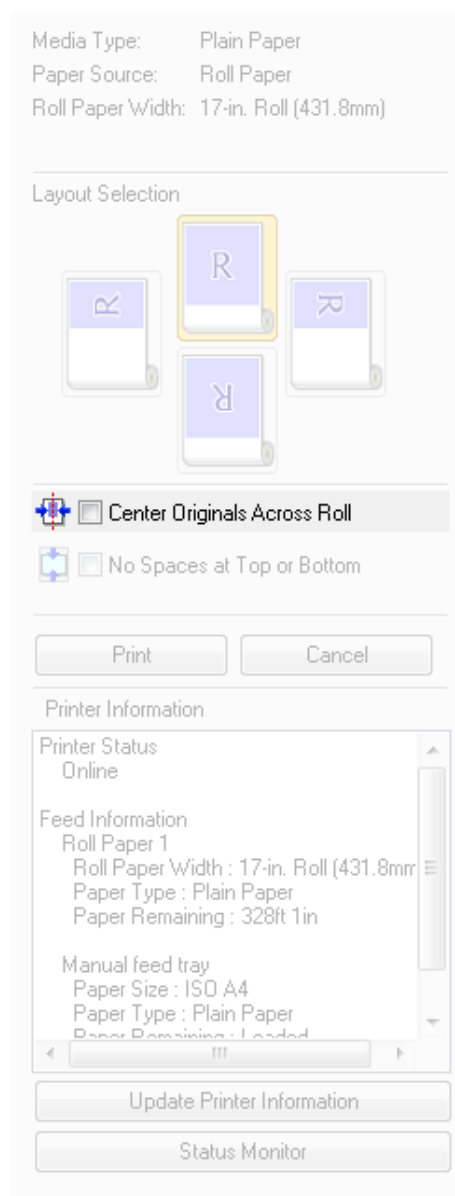 Media Type: Plain Paper
Paper Source: Roll Paper
Roll Paper Width: 17-in. Roll (431.8mm)
Layout Selection
R
R
R
R
Center Originals Across Roll
No Spaces at Top or Bottom
Print Cancel
Printer Information
Printer Status
Online
Feed Information
Roll Paper 1
Roll Paper Width : 17-in. Roll (431.8mm
Paper Type : Plain Paper
Paper Remaining : 328ft 1in
Manual feed tray
Paper Size : ISO A4
Paper Type : Plain Paper
Paper Remaining : Loaded
Update Printer Information
Status Monitor